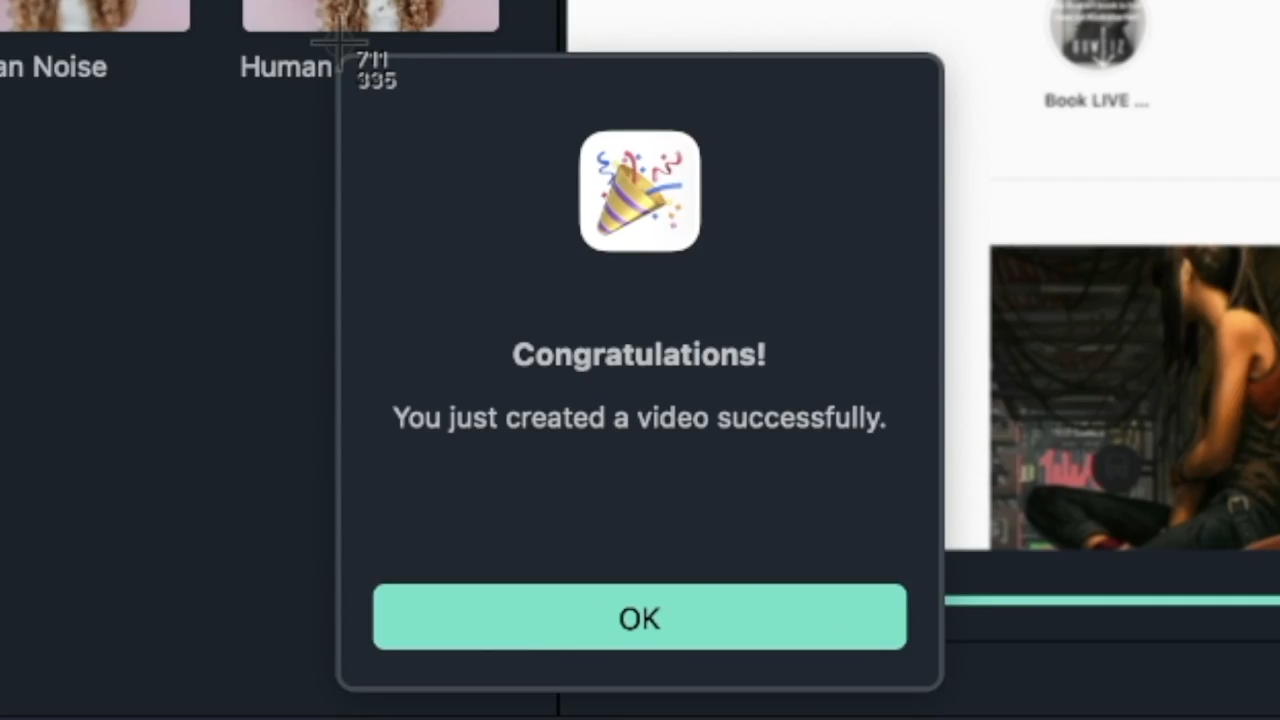 an Noise
Human
711
335
Book LIVE ...
Congratulations!
You just created a video successfully.
OK